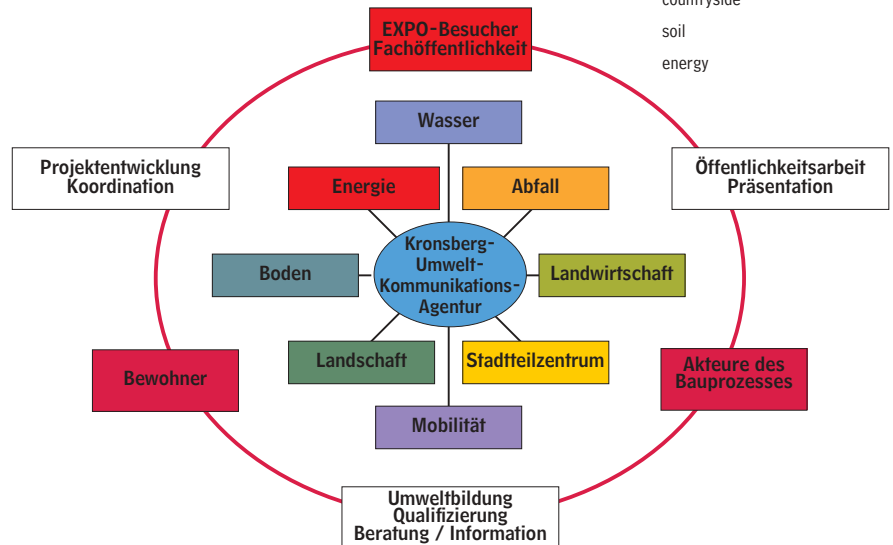 countryside
soil
energy
EXPO-Besucher
Fachöffentlichkeit
Wasser
Projektentwicklung
Koordination
Öffentlichkeitsarbeit
Präsentation
Energie
Abfall
Kronsberg-
Umwelt-
Kommunikations-
Agentur
Boden
Landwirtschaft
Landschaft
Stadtteilzentrum
Bewohner
Akteure des
Bauprozesses
Mobilität
Umweltbildung
Qualifizierung
Beratung / Information